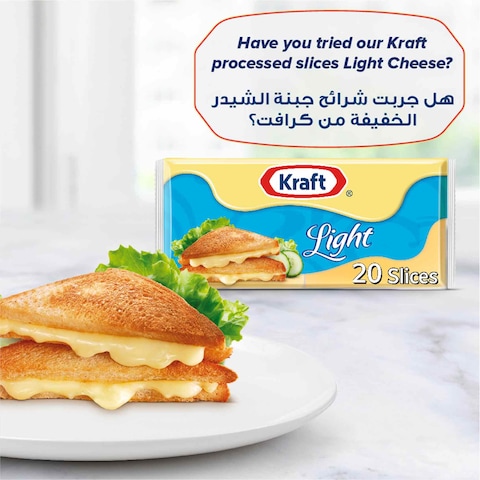 Have you tried our Kraft
processed slices Light Cheese?
هل جربت شرائح جبنة الشيدر
الخفيفة من كرافت؟
Kraft
®
Light
20 Slices